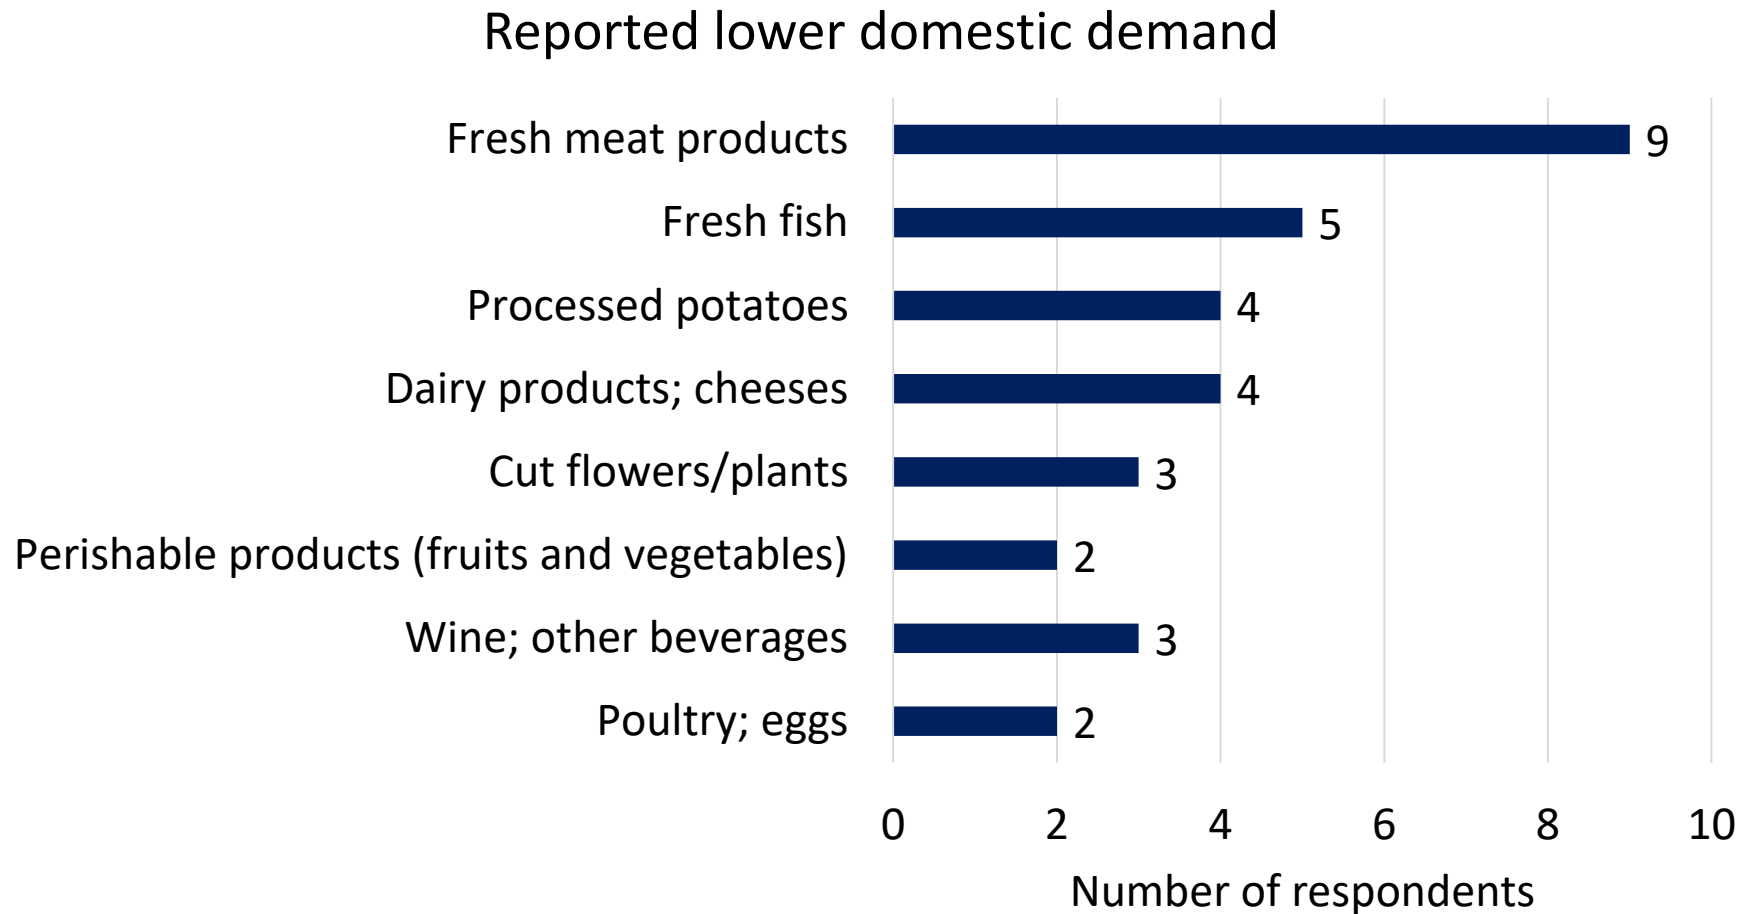 Reported lower domestic demand
Fresh meat products 9
Fresh fish 5
Processed potatoes 4
Dairy products; cheeses 4
Cut flowers/plants 3
Perishable products (fruits and vegetables) 2
Wine; other beverages 3
Poultry; eggs 2
0 2 4 6 8 10
Number of respondents